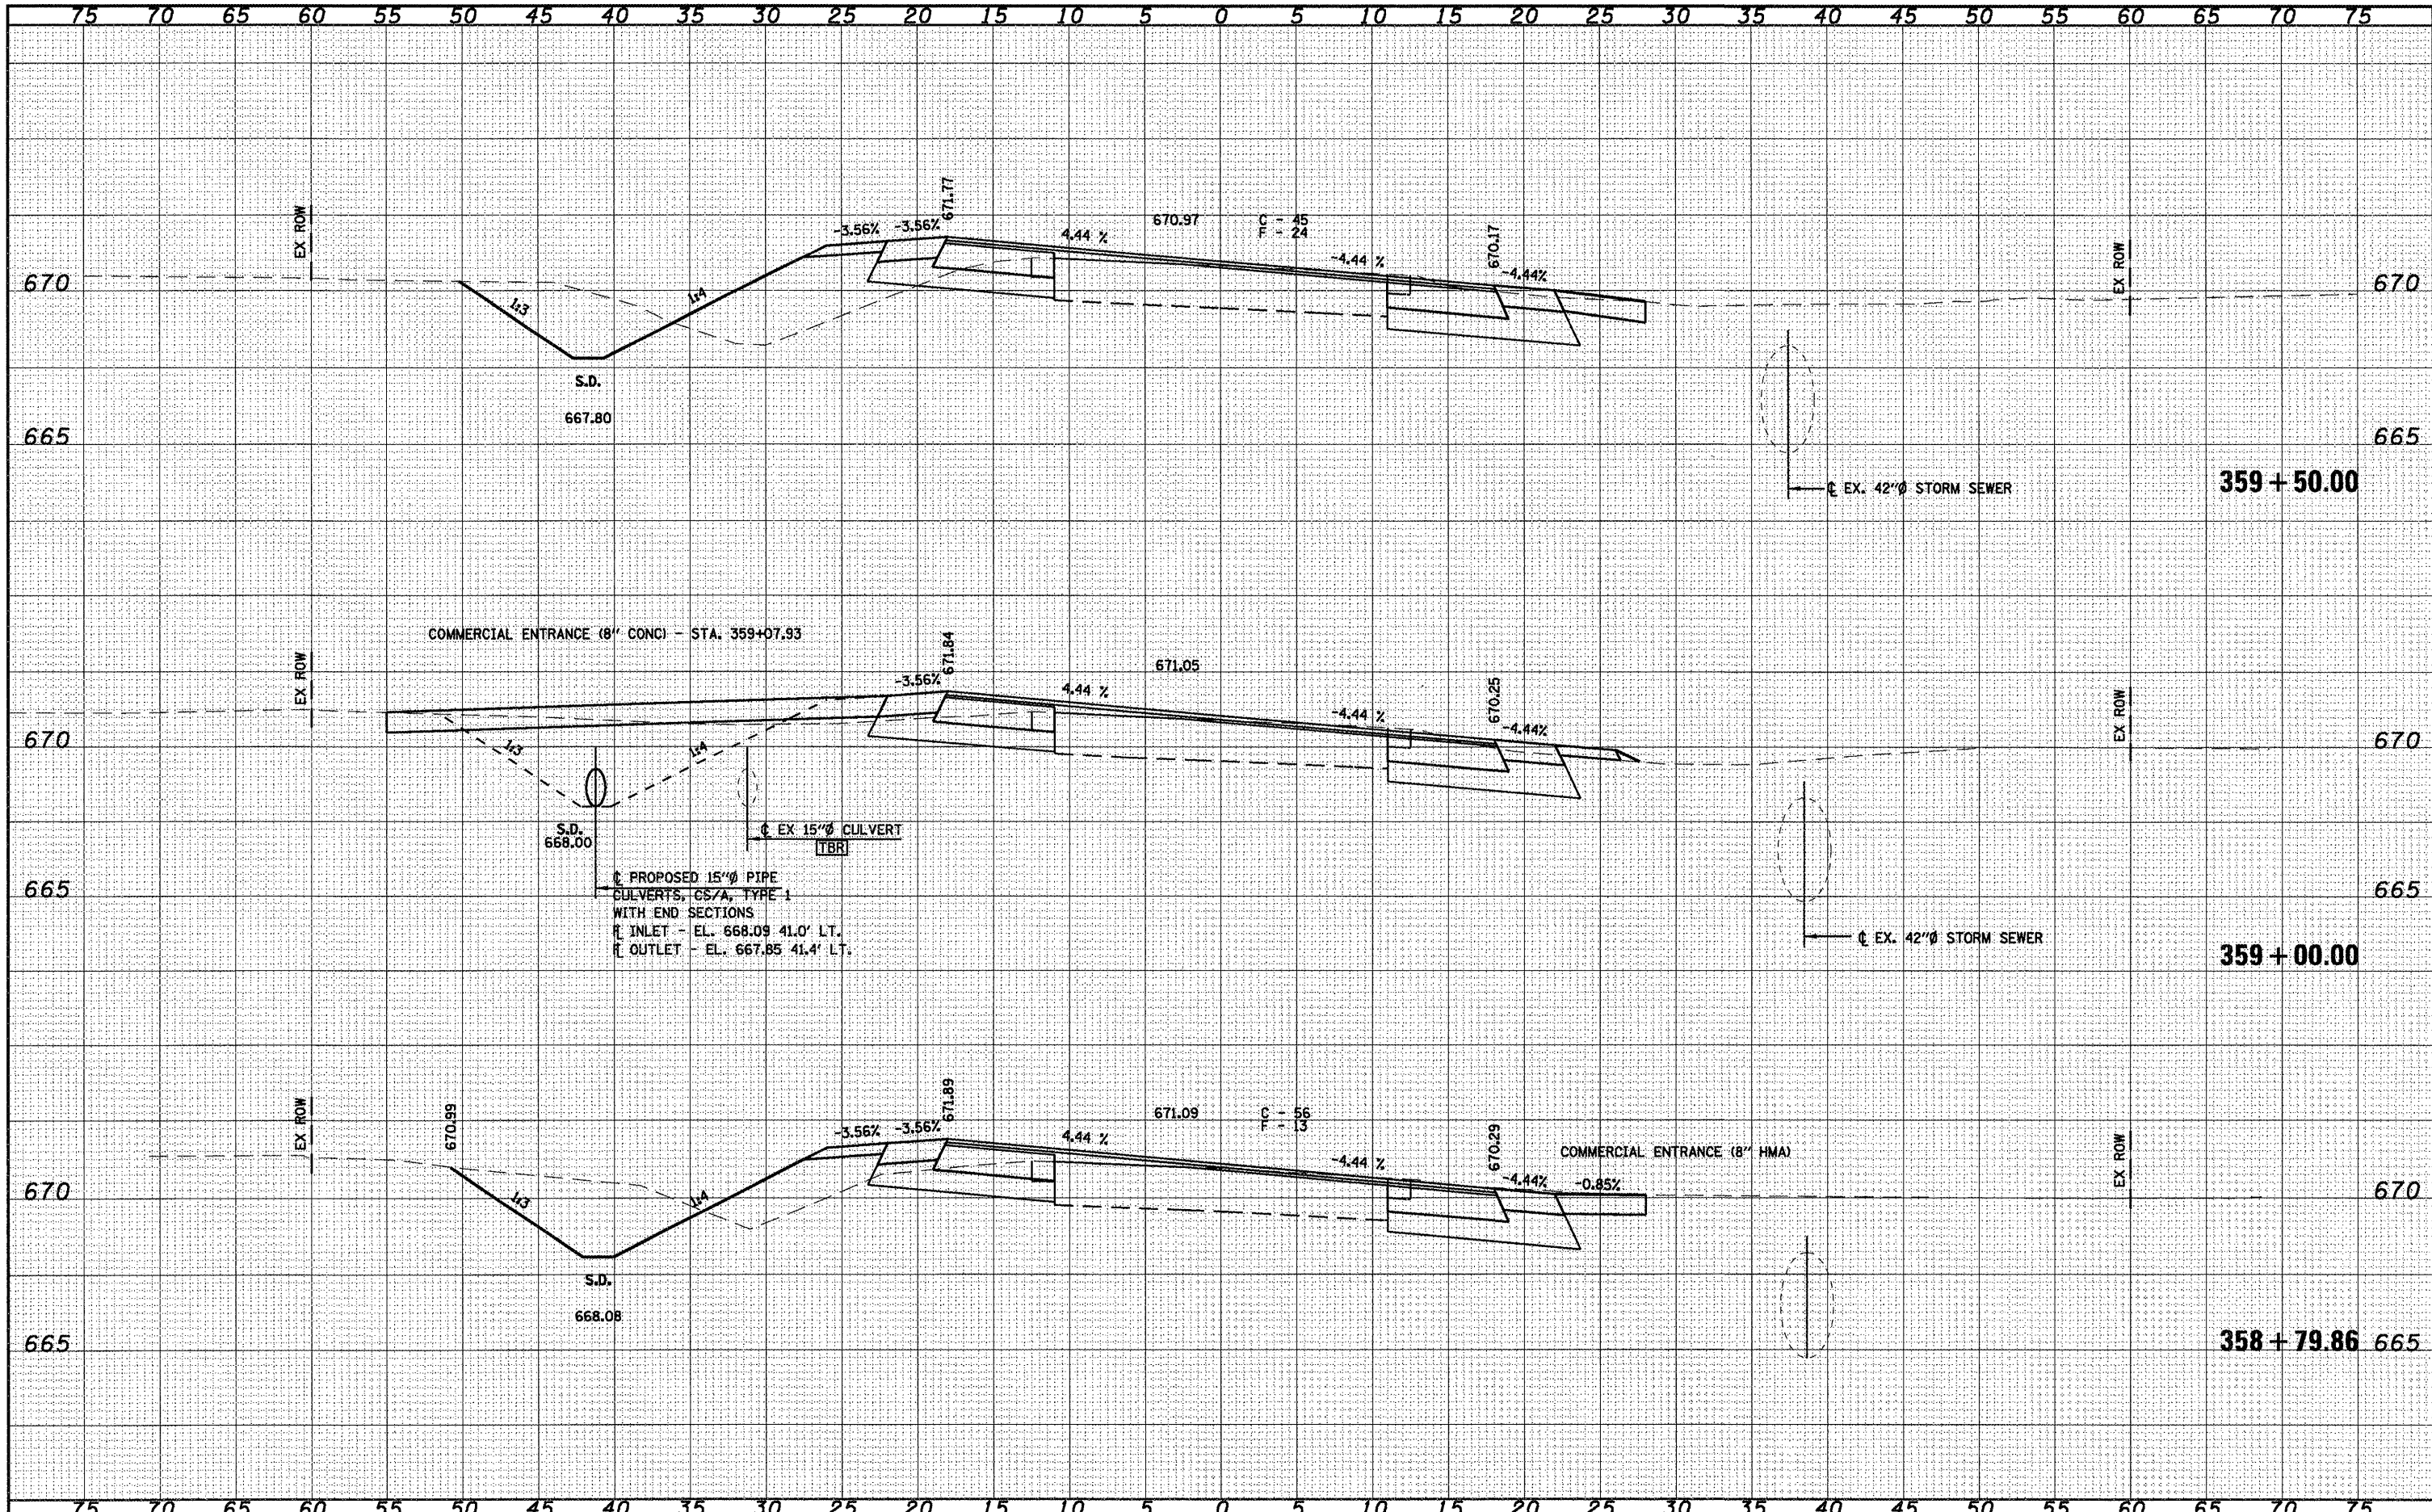 75 70 65 60 55 50 45 40 35 30 25 20 15 10 5 0 5 10 15 20 25 30 35 40 45 50 55 60 65 70 75
EX ROW
-3.56% -3.56%
671.77
4.44 %
670.97
C - 45
F - 24
-4.44 %
670.17
-4.44%
EX ROW
670
1:3
1:4
670
S.D.
667.80
665
665
℄ EX. 42"Ø STORM SEWER
359 + 50.00
COMMERCIAL ENTRANCE (8" CONC) - STA. 359+07.93
EX ROW
-3.56%
671.84
4.44 %
671.05
-4.44 %
670.25
-4.44%
EX ROW
670
1:3
1:4
670
S.D.
668.00
℄ EX 15"Ø CULVERT
TBR
℄ PROPOSED 15"Ø PIPE
CULVERTS, CS/A, TYPE 1
WITH END SECTIONS
FL INLET - EL. 668.09 41.0' LT.
FL OUTLET - EL. 667.85 41.4' LT.
665
665
℄ EX. 42"Ø STORM SEWER
359 + 00.00
EX ROW
670.99
-3.56% -3.56%
671.89
4.44 %
671.09
C - 56
F - 13
-4.44 %
670.29
-4.44%
-0.85%
COMMERCIAL ENTRANCE (8" HMA)
EX ROW
670
1:3
1:4
670
S.D.
668.08
665
358 + 79.86
665
75 70 65 60 55 50 45 40 35 30 25 20 15 10 5 0 5 10 15 20 25 30 35 40 45 50 55 60 65 70 75